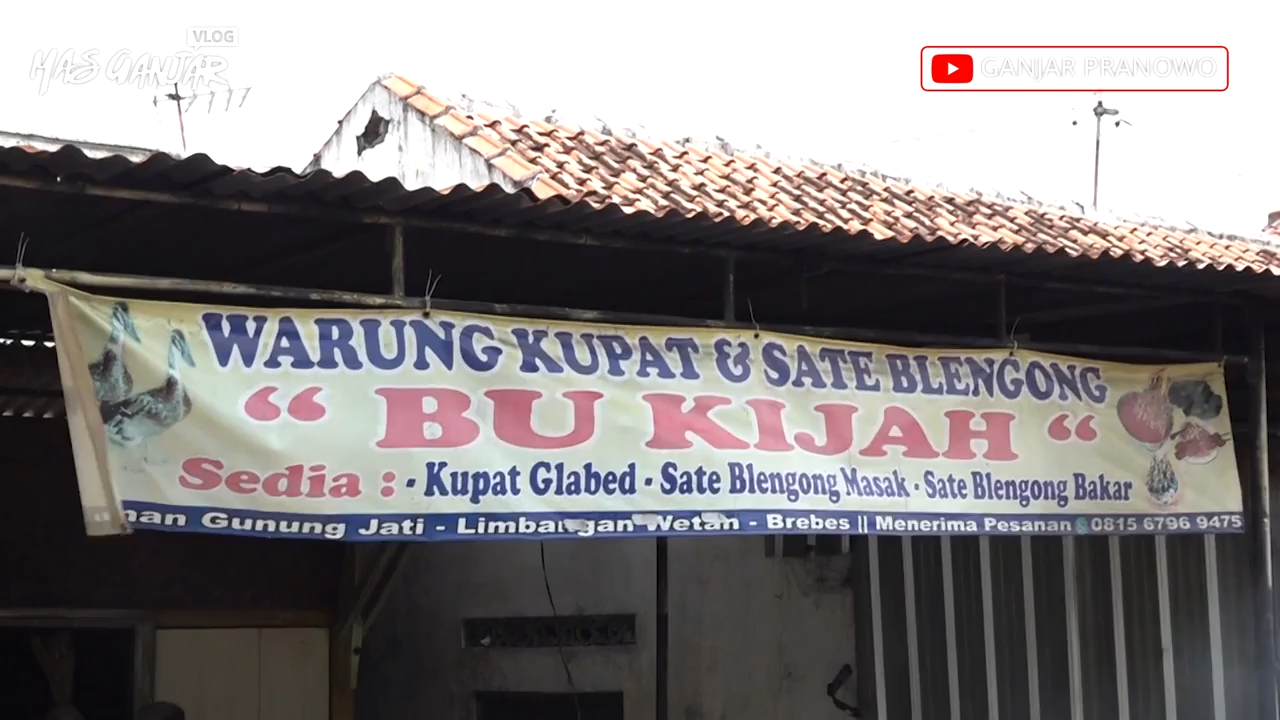 VLOG
MAS GANJAR
GANJAR PRANOWO
WARUNG KUPAT & SATE BLENGONG
“ BU KIJAH “
Sedia : - Kupat Glabed - Sate Blengong Masak - Sate Blengong Bakar
Gunung Jati - Limbangan Wetan - Brebes || Menerima Pesanan 0815 6796 9475